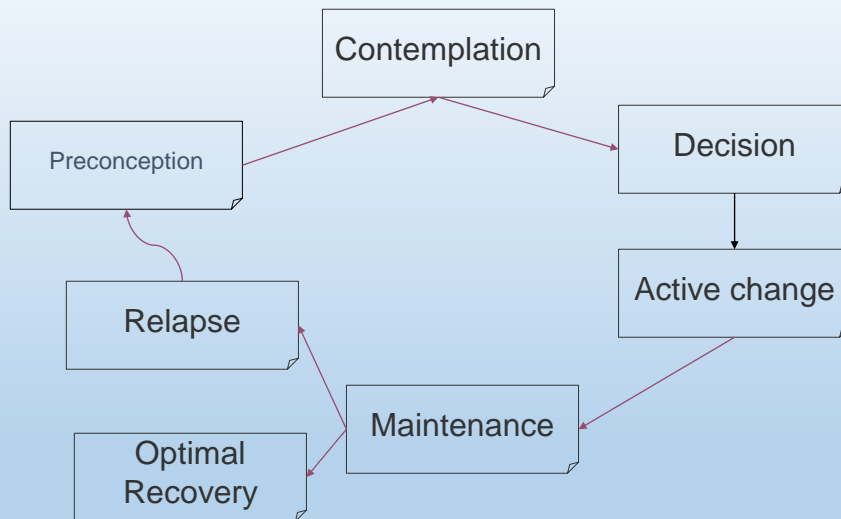 Contemplation
Preconception
Decision
Active change
Relapse
Maintenance
Optimal
Recovery